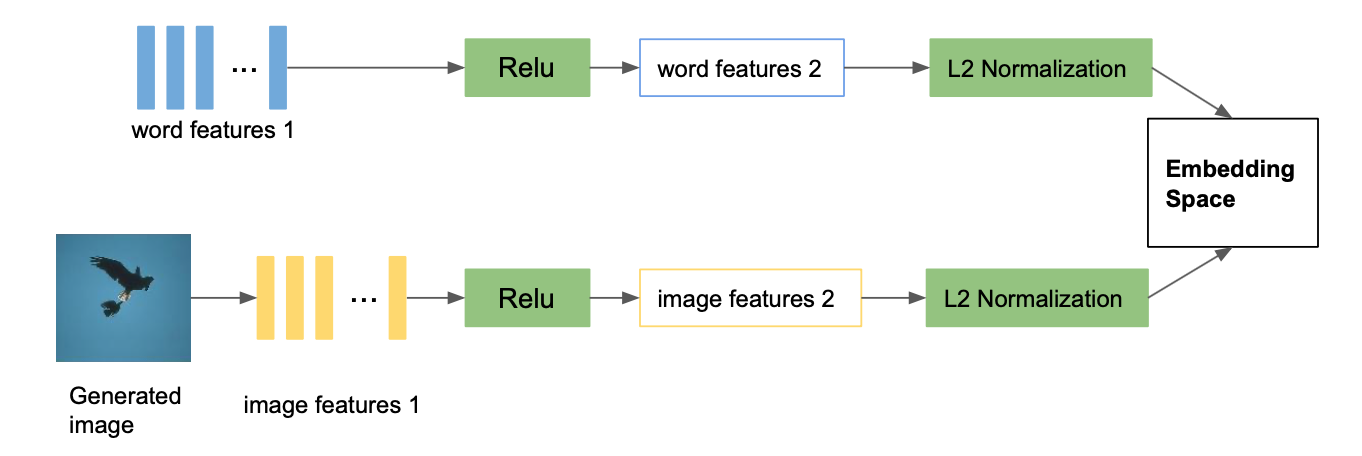 ...
Relu
word features 2
L2 Normalization
word features 1
Embedding
Space
...
Relu
image features 2
L2 Normalization
Generated
image
image features 1